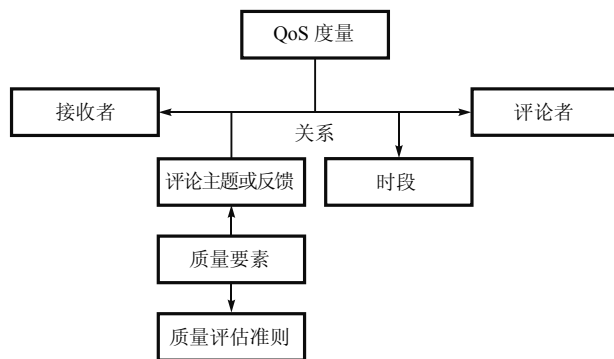 QoS 度量
接收者
评论者
关系
评论主题或反馈
时段
质量要素
质量评估准则